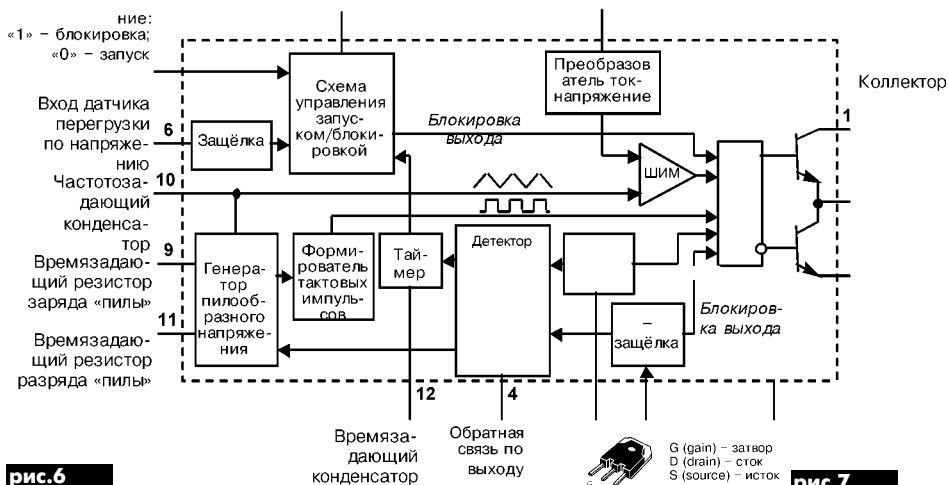 ние:
«1» – блокировка;
«0» – запуск
Вход датчика
перегрузки
по напряже-
нию
6
Частотоза-
дающий
конденса-
тор
10
9
Времязадаю-
щий резистор
заряда «пилы»
11
Времязадаю-
щий резистор
разряда «пилы»
Защёлка
Схема
управления
запус-
ком/блоки-
ровкой
Блокировка
выхода
Преобразов
атель ток-
напряжение
ШИМ
Коллектор
1
Генера-
тор
пилооб-
разного
напряже-
ния
Форми-
рователь
тактовых
импуль-
сов
Тай-
мер
Детектор
–
защёлка
Блокиров-
ка выхода
12
4
Времяза-
дающий
конденсатор
Обратная
связь по
выходу
G
G (gain) – затвор
D (drain) – сток
S (source) – исток
рис.6
рис.7